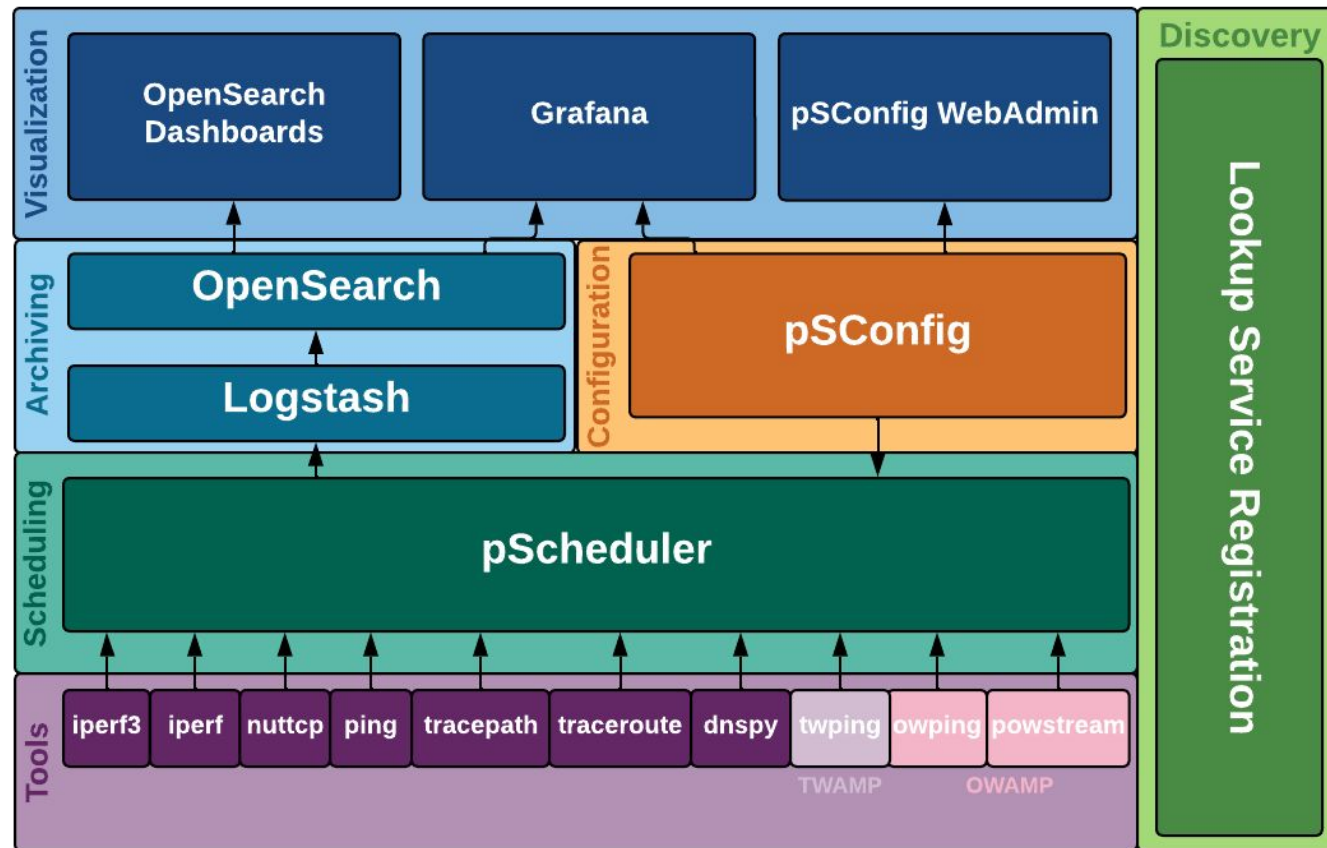 Visualization
OpenSearch
Dashboards
Grafana
pSConfig WebAdmin
Archiving
OpenSearch
Logstash
Configuration
pSConfig
Scheduling
pScheduler
Tools
iperf3
iperf
nuttcp
ping
tracepath
traceroute
dnspy
twping
owping
powstream
TWAMP
OWAMP
Discovery
Lookup Service Registration